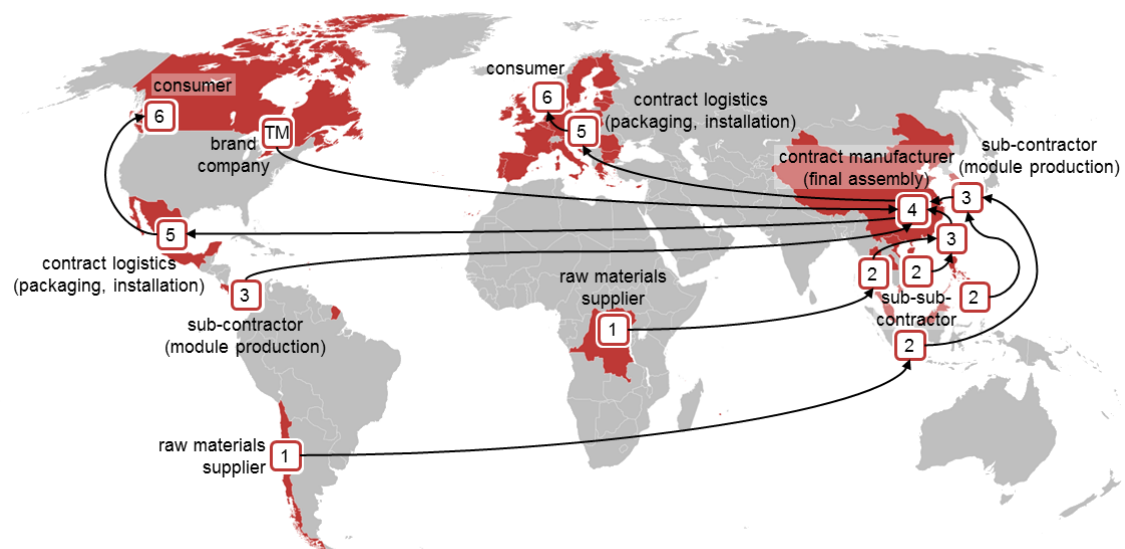 consumer
6
TM
brand
company
5
contract logistics
(packaging, installation)
3
sub-contractor
(module production)
raw materials
supplier
1
consumer
6
contract logistics
(packaging, installation)
5
raw materials
supplier
1
contract manufacturer
(final assembly)
4
sub-contractor
(module production)
3
3
2
2
2
sub-sub-
contractor
2